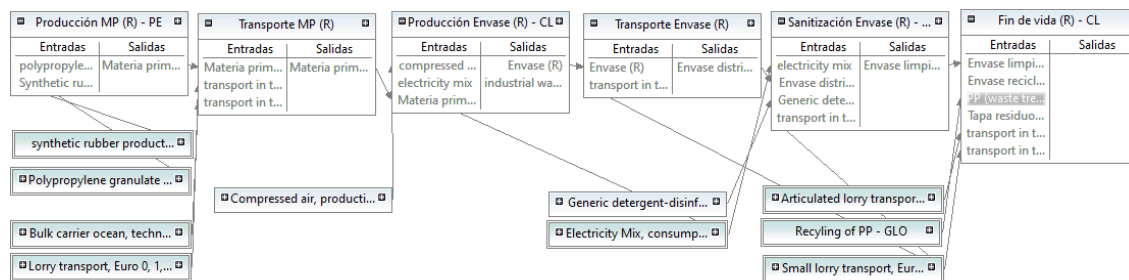 Producción MP (R) - PE
Entradas Salidas
polypropyle... Materia prim...
Synthetic ru...
Transporte MP (R)
Entradas Salidas
Materia prim... Materia prim...
transport in t...
transport in t...
Producción Envase (R) - CL
Entradas Salidas
compressed ... Envase (R)
electricity mix industrial wa...
Materia prim...
Transporte Envase (R)
Entradas Salidas
Envase (R) Envase distri...
transport in t...
Sanitización Envase (R) - ...
Entradas Salidas
electricity mix Envase limpi...
Envase distri...
Generic dete...
transport in t...
Fin de vida (R) - CL
Entradas Salidas
Envase limpi...
Envase recicl...
PP (waste tre...
Tapa residuo...
transport in t...
transport in t...
synthetic rubber product...
Polypropylene granulate ...
Bulk carrier ocean, techn...
Lorry transport, Euro 0, 1,...
Compressed air, producti...
Generic detergent-disinf...
Electricity Mix, consump...
Articulated lorry transpor...
Recyling of PP - GLO
Small lorry transport, Eur...